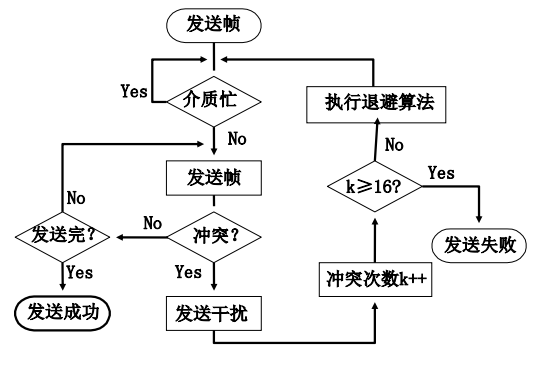 发送帧
Yes
介质忙
执行退避算法
No
No
发送帧
k≥16?
Yes
No
No
发送完?
冲突?
发送失败
Yes
Yes
冲突次数k++
发送成功
发送干扰